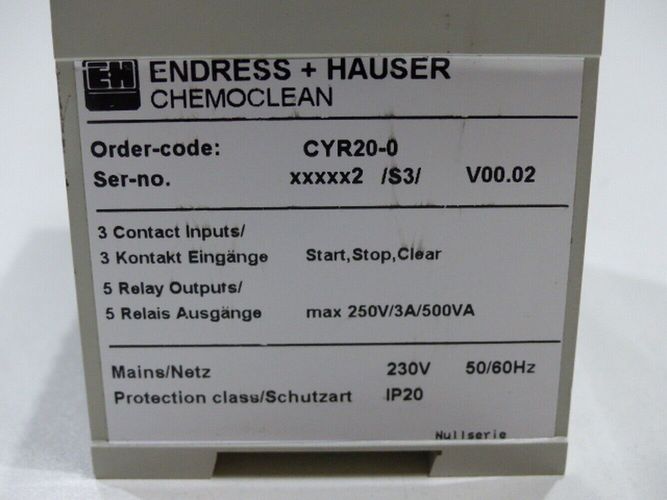 EH ENDRESS + HAUSER
CHEMOCLEAN
Order-code: CYR20-0
Ser-no. xxxxx2 /S3/ V00.02
3 Contact Inputs/
3 Kontakt Eingänge Start,Stop,Clear
5 Relay Outputs/
5 Relais Ausgänge max 250V/3A/500VA
Mains/Netz 230V 50/60Hz
Protection class/Schutzart IP20
Nullserie